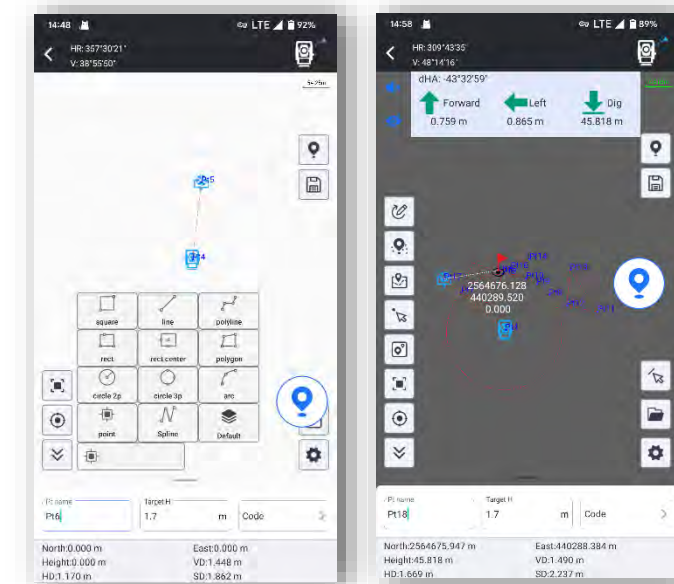 14:48
LTE 92%
HR: 357°30'21"
V: 38°55'50"
Pt5
Pt4
square
line
polyline
rect
rect center
polygon
circle 2p
circle 3p
arc
point
Spline
Default
Pt name
Pt6
Target H
1.7
m
Code
North:0.000 m
East:0.000 m
Height:0.000 m
VD:1.448 m
HD:1.170 m
SD:1.862 m
14:58
LTE 89%
HR: 309°43'35"
V: 48°14'16"
dHA: -43°32'59"
Forward
Left
Dig
0.759 m
0.865 m
45.818 m
2564676.128
440289.520
0.000
Pt name
Pt18
Target H
1.7
m
Code
North:2564675.947 m
East:440288.384 m
Height:45.818 m
VD:1.490 m
HD:1.669 m
SD:2.237 m